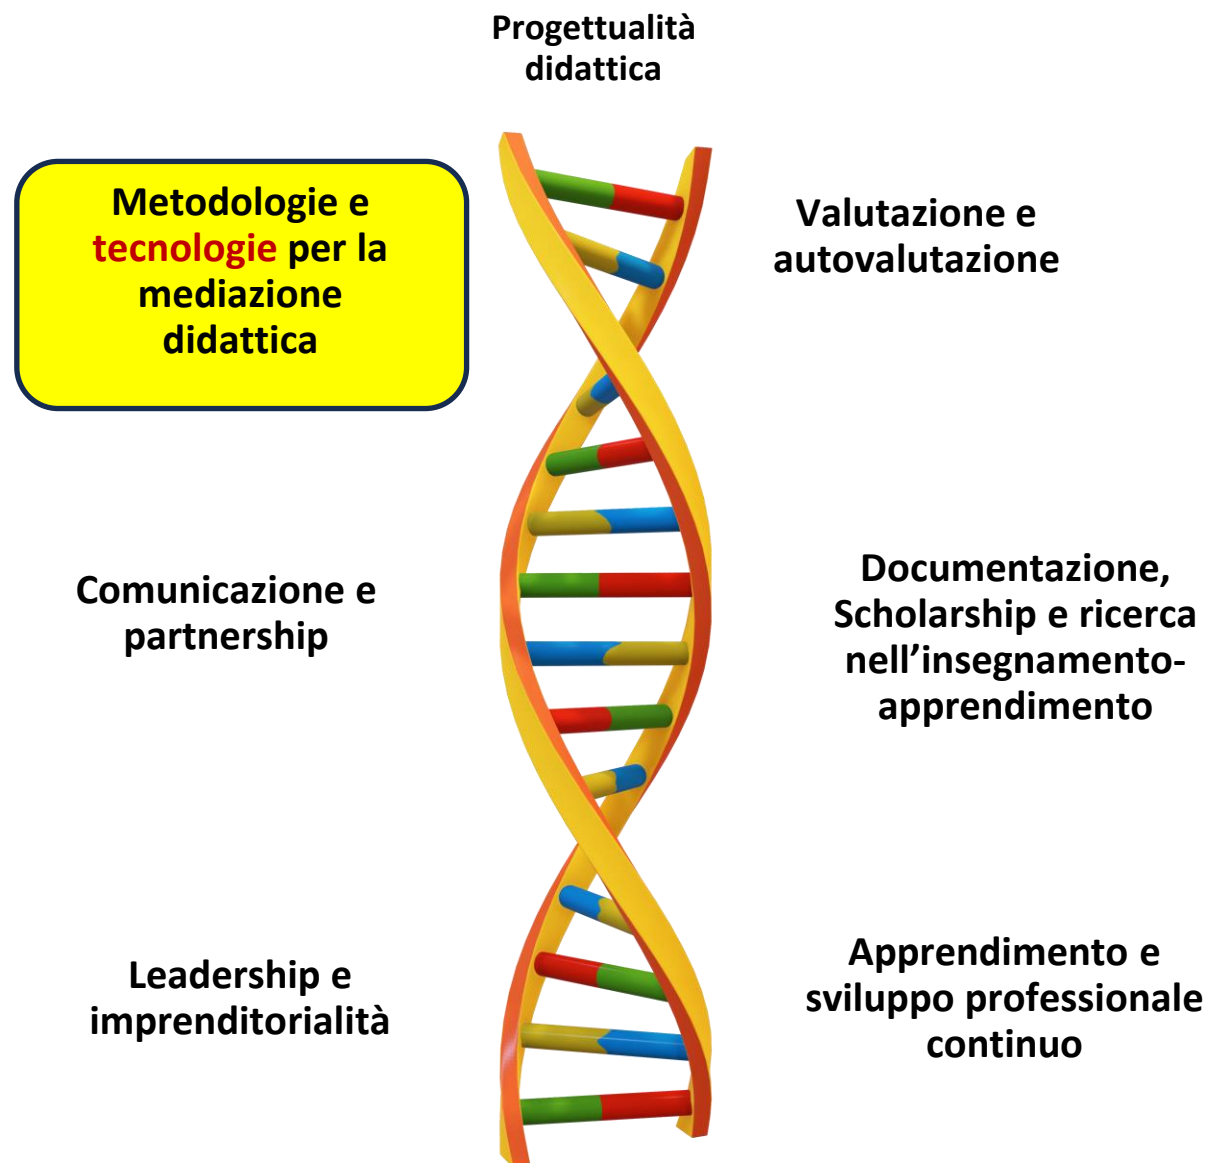 Progettualità
didattica
Metodologie e
tecnologie per la
mediazione
didattica
Valutazione e
autovalutazione
Comunicazione e
partnership
Documentazione,
Scholarship e ricerca
nell’insegnamento-
apprendimento
Leadership e
imprenditorialità
Apprendimento e
sviluppo professionale
continuo